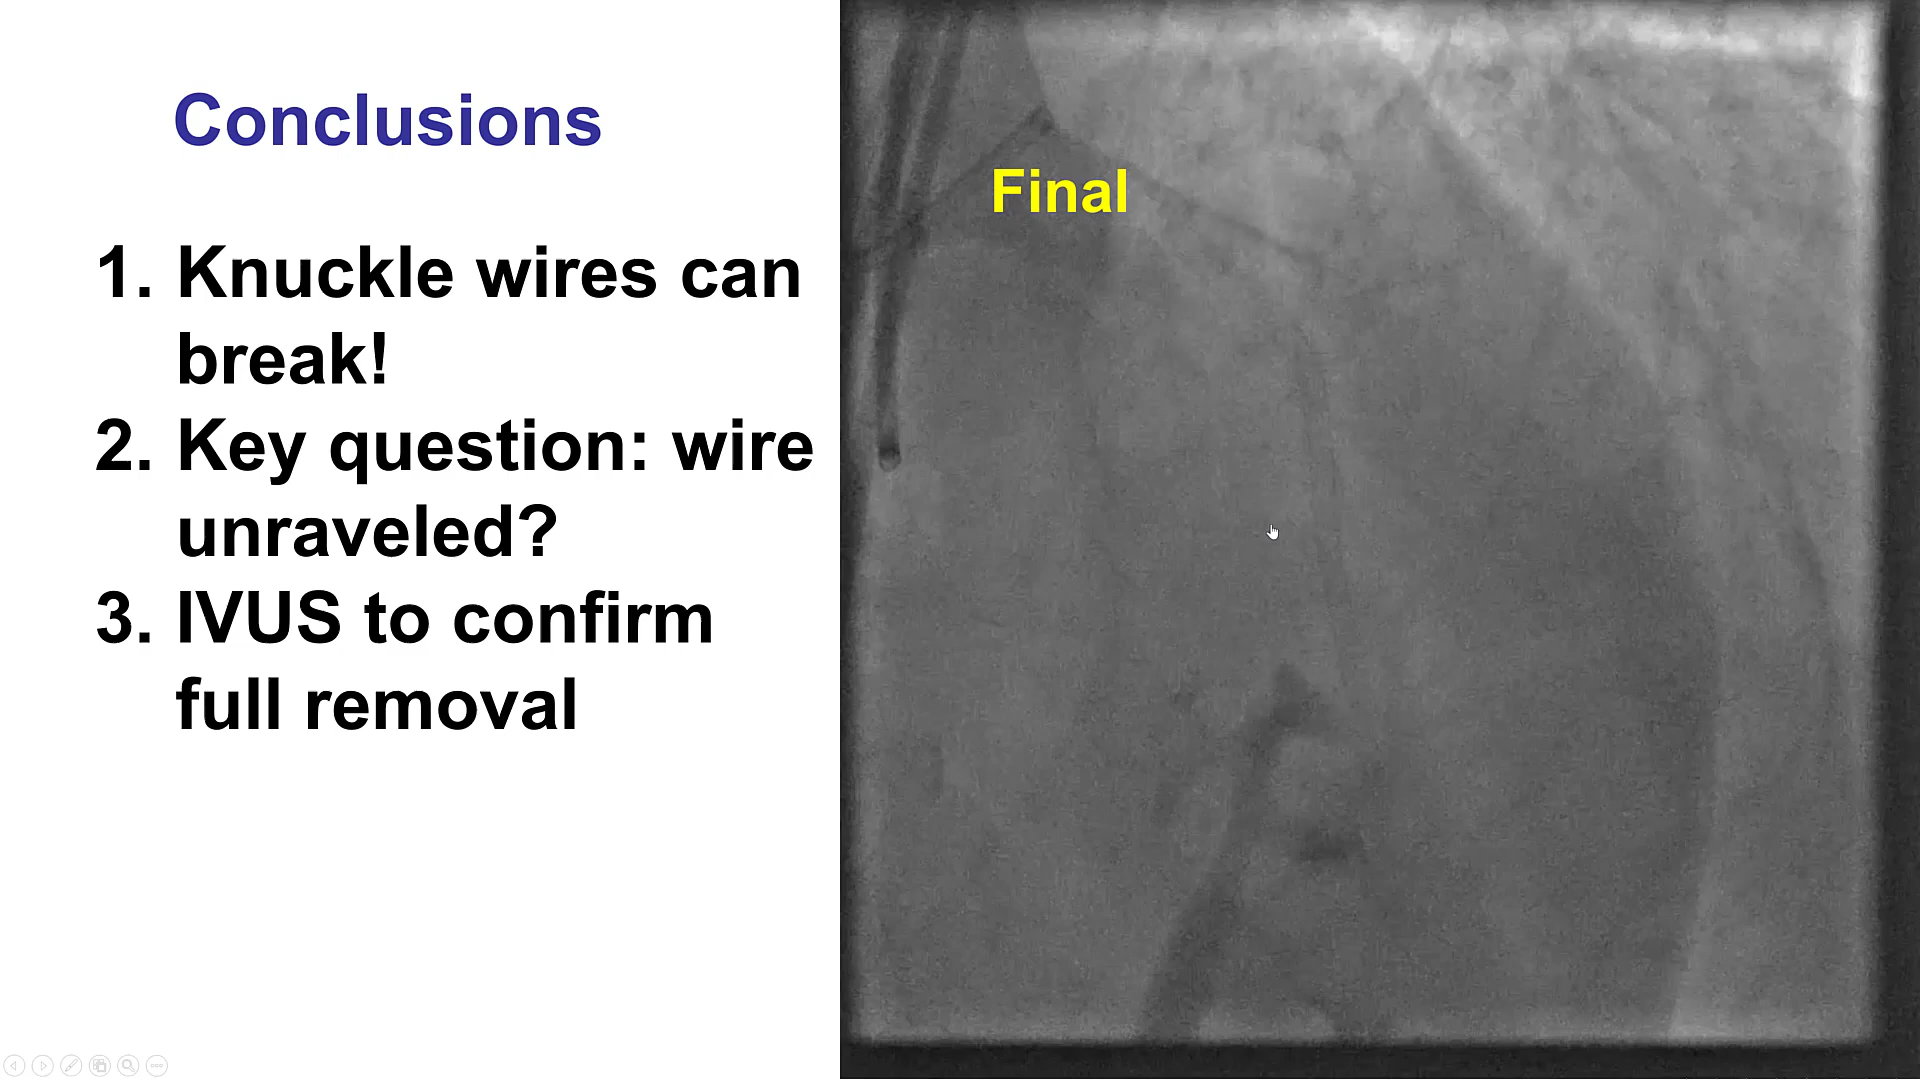 Conclusions
1. Knuckle wires can
break!
2. Key question: wire
unraveled?
3. IVUS to confirm
full removal
Final